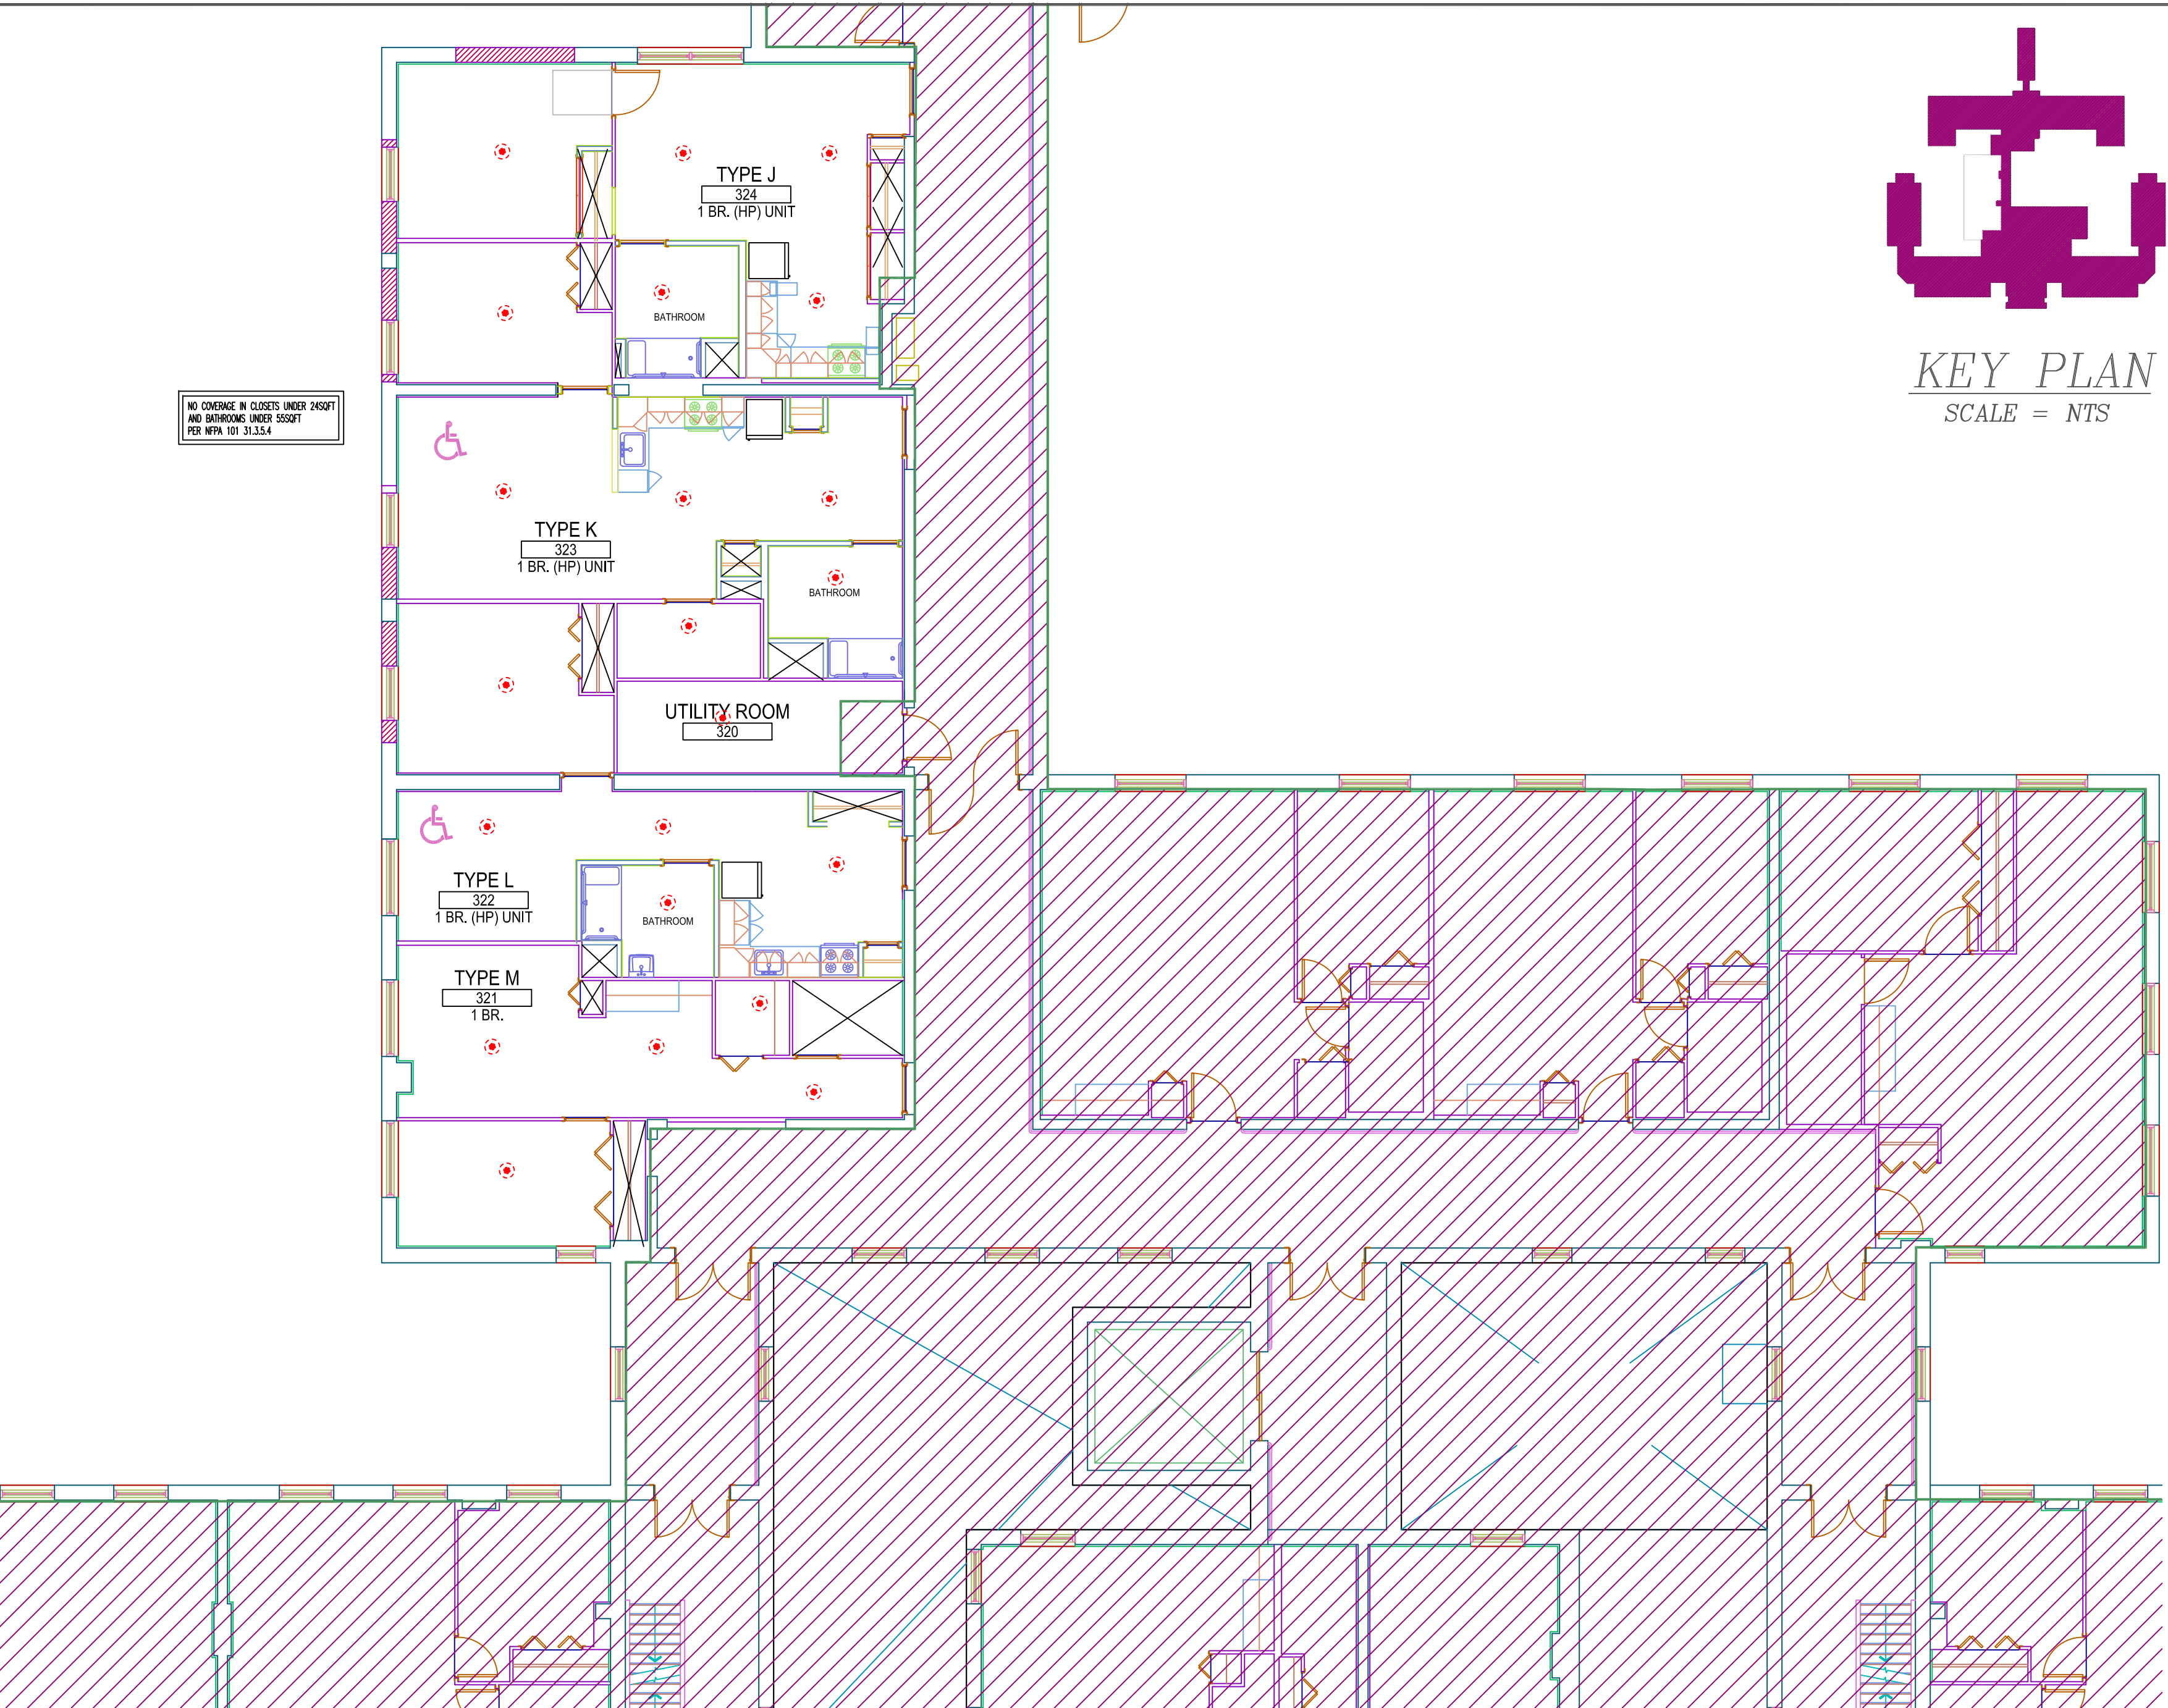 KEY PLAN
SCALE = NTS
TYPE J
324
1 BR. (HP) UNIT
BATHROOM
NO COVERAGE IN CLOSETS UNDER 24SQFT
AND BATHROOMS UNDER 55SQFT
PER NFPA 101 31.3.5.4
TYPE K
323
1 BR. (HP) UNIT
BATHROOM
UTILITY ROOM
320
TYPE L
322
1 BR. (HP) UNIT
BATHROOM
TYPE M
321
1 BR.